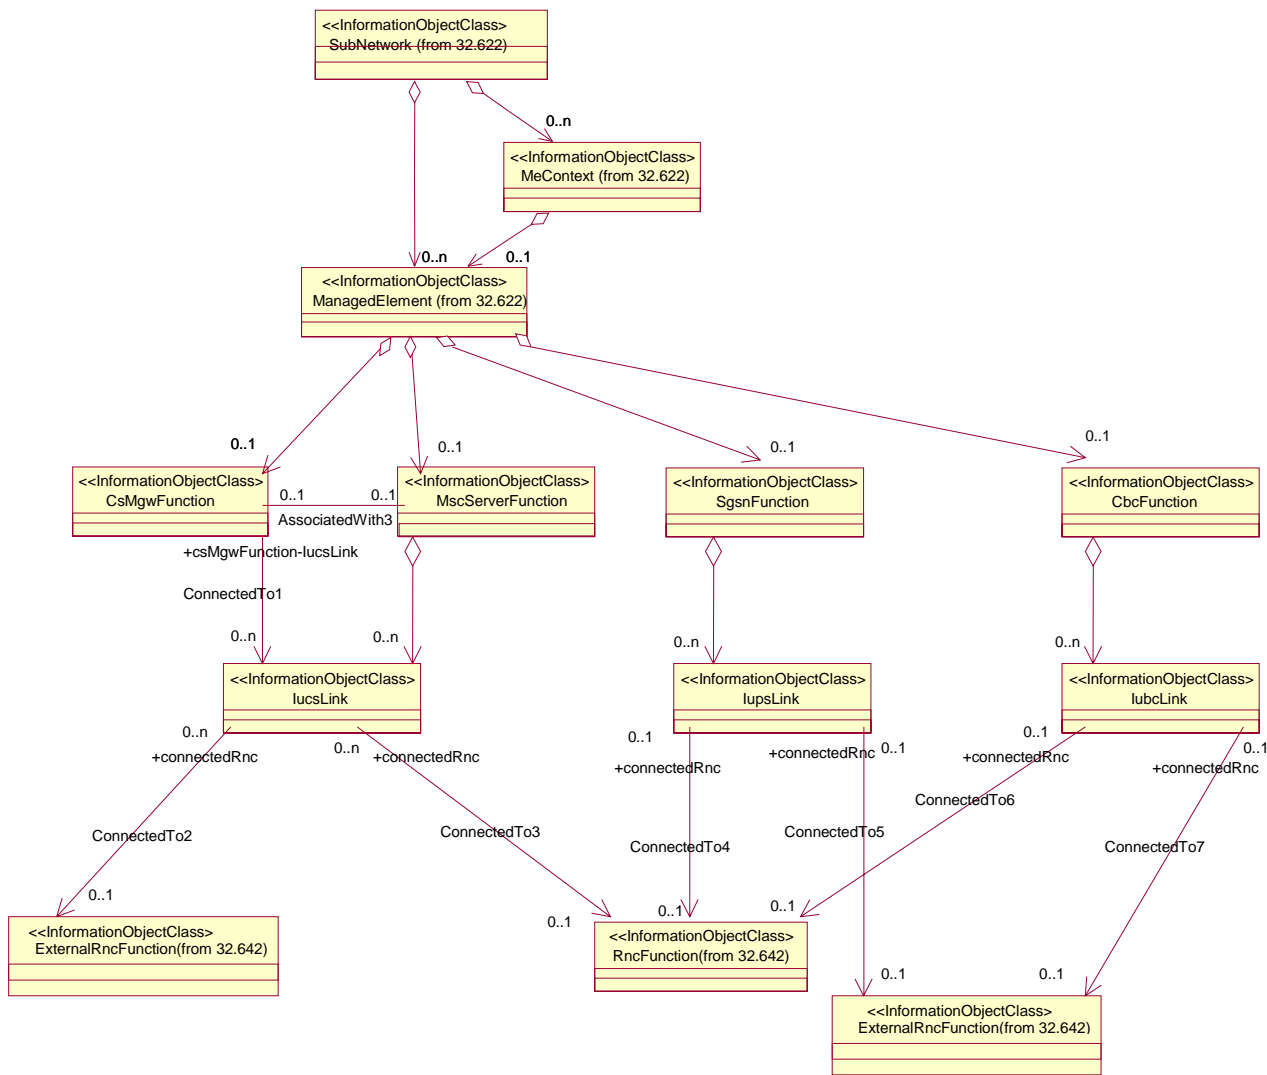 <<InformationObjectClass>
SubNetwork (from 32.622)
0..n
<<InformationObjectClass>
MeContext (from 32.622)
0..n
0..1
<<InformationObjectClass>
ManagedElement (from 32.622)
0..1
0..1
0..1
0..1
<<InformationObjectClass>
CsMgwFunction
<<InformationObjectClass>
MscServerFunction
<<InformationObjectClass>
SgsnFunction
<<InformationObjectClass>
CbcFunction
0..1
0..1
AssociatedWith3
+csMgwFunction-IucsLink
ConnectedTo1
0..n
0..n
0..n
0..n
<<InformationObjectClass>
IucsLink
<<InformationObjectClass>
IupsLink
<<InformationObjectClass>
IubcLink
0..n
+connectedRnc
0..n
+connectedRnc
0..1
+connectedRnc
+connectedRnc
0..1
0..1
+connectedRnc
0..1
+connectedRnc
ConnectedTo2
ConnectedTo3
ConnectedTo4
ConnectedTo5
ConnectedTo6
ConnectedTo7
0..1
0..1
0..1
0..1
<<InformationObjectClass>
ExternalRncFunction(from 32.642)
<<InformationObjectClass>
RncFunction(from 32.642)
0..1
0..1
<<InformationObjectClass>
ExternalRncFunction(from 32.642)